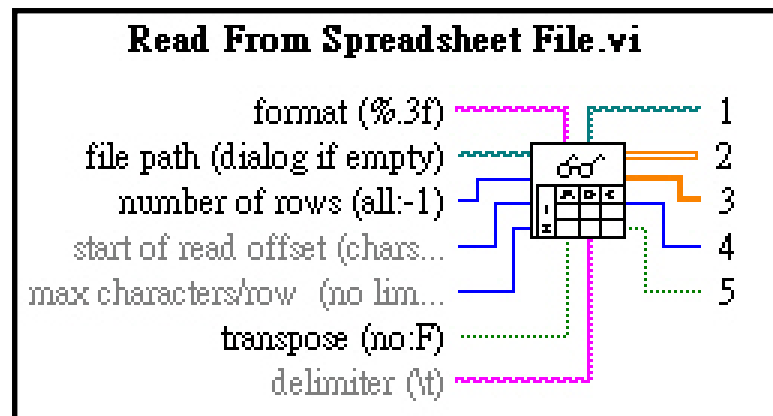 Read From Spreadsheet File.vi
format (%.3f)
1
file path (dialog if empty)
2
number of rows (all:-1)
3
start of read offset (chars...
4
max characters/row (no lim...
5
transpose (no:F)
delimiter (\t)